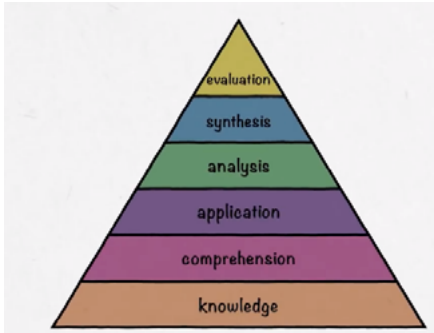 evaluation
synthesis
analysis
application
comprehension
knowledge